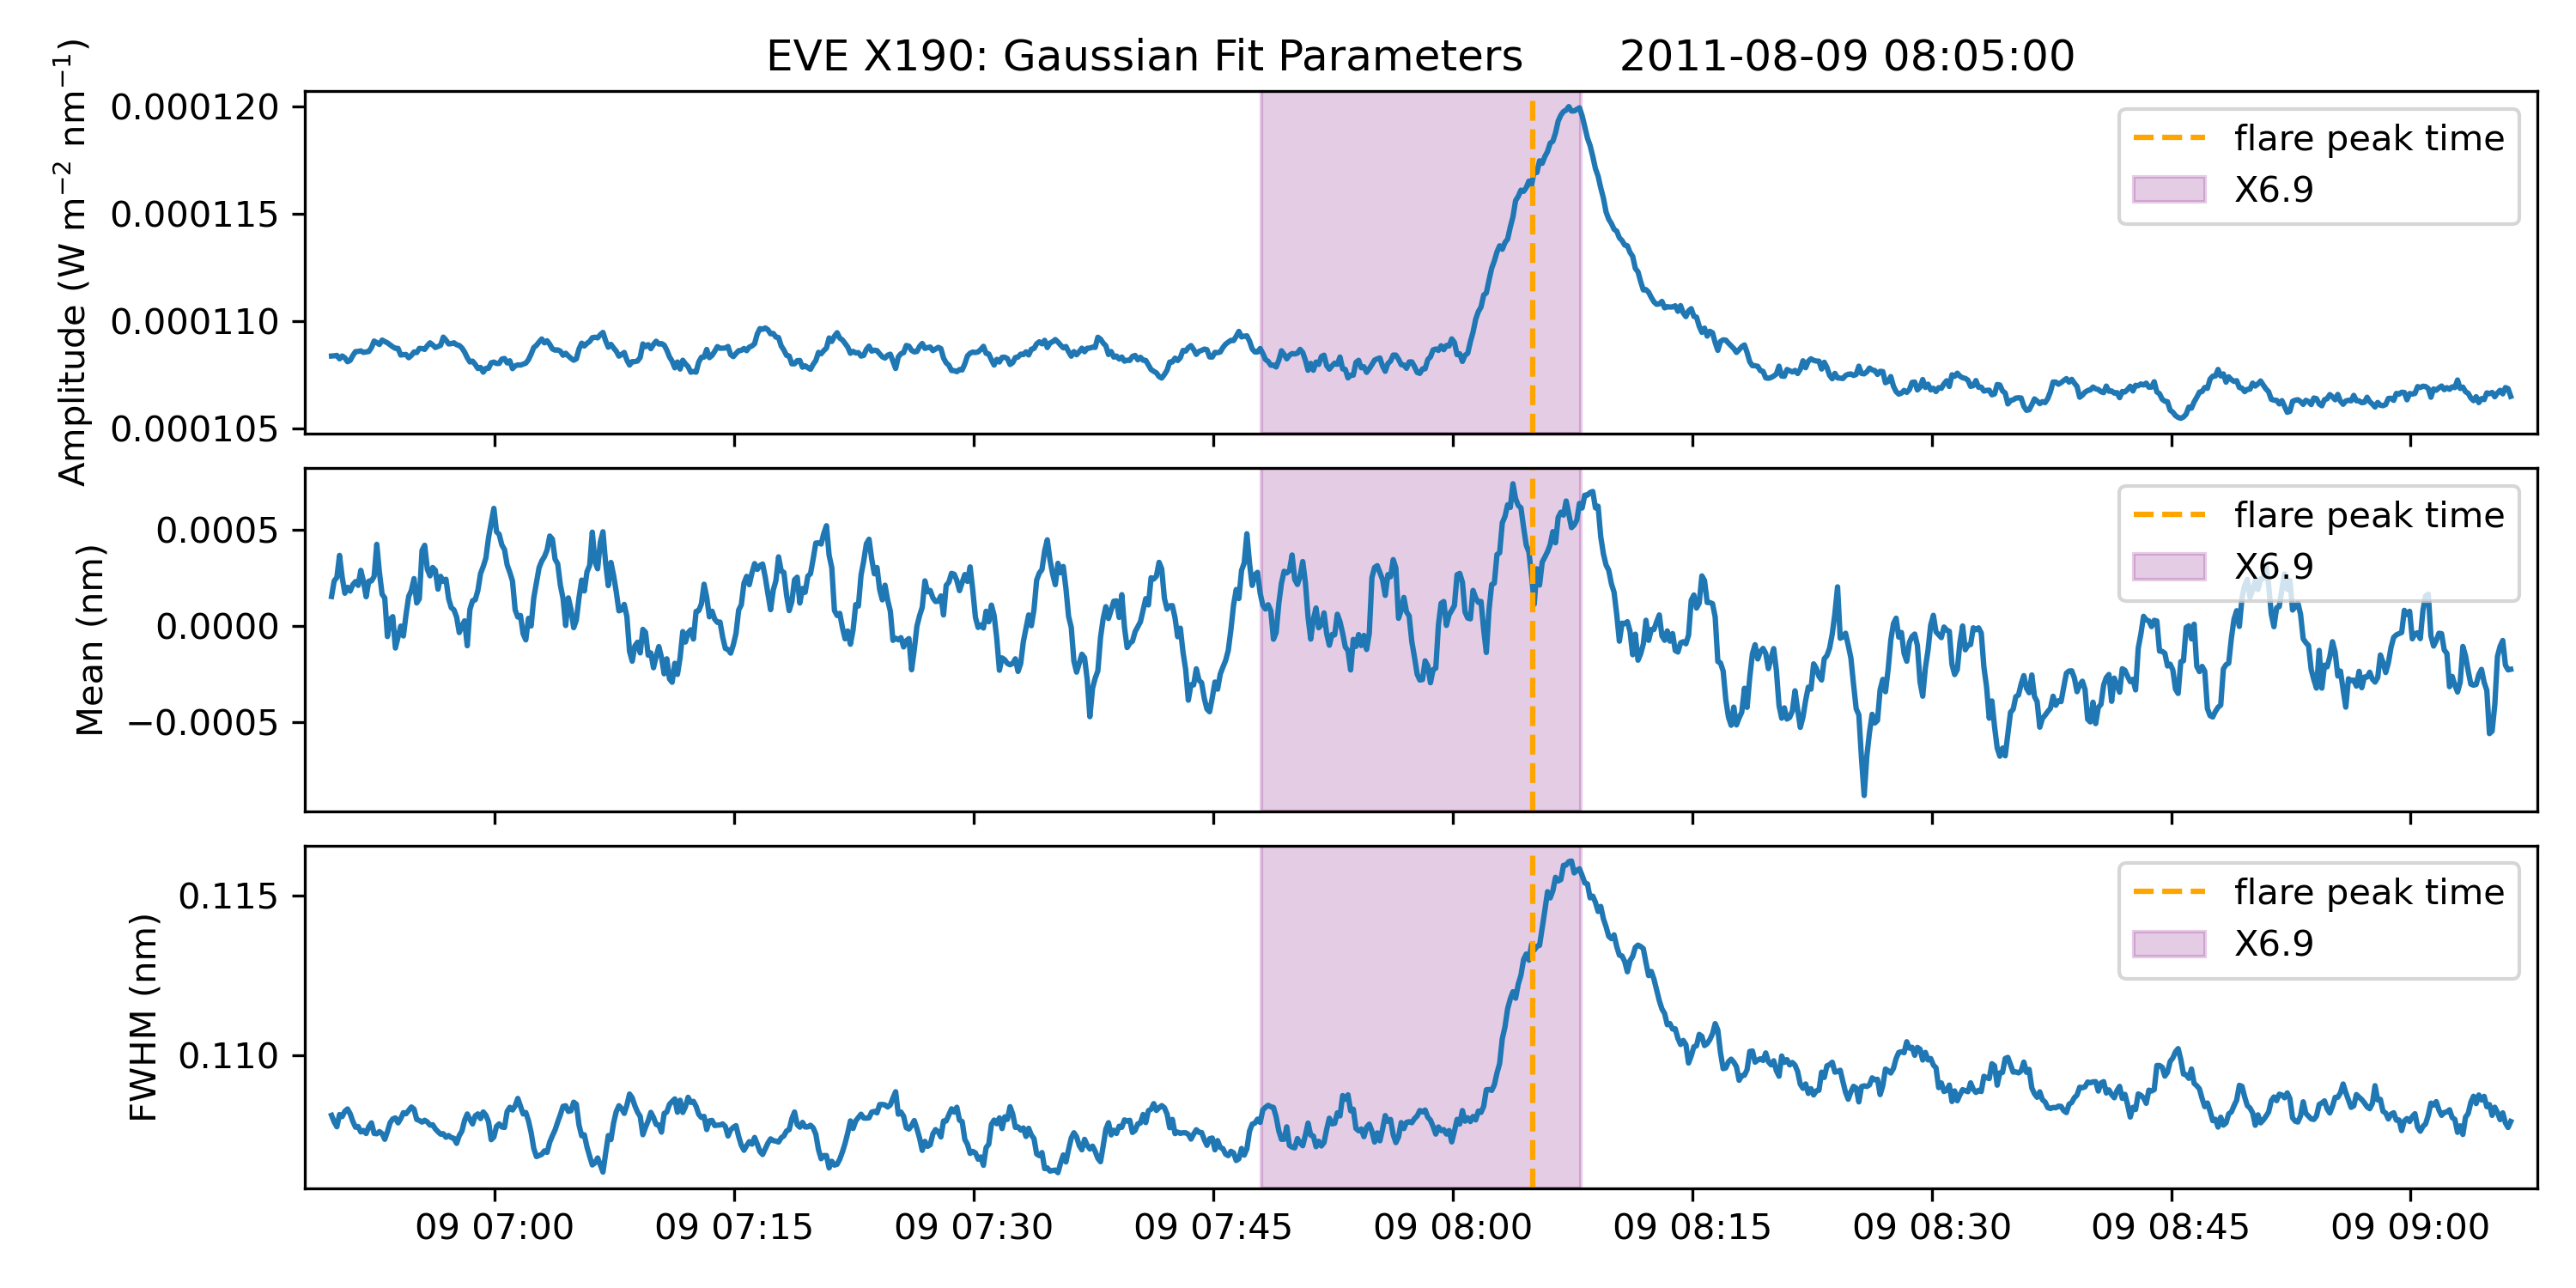 EVE X190: Gaussian Fit Parameters 2011-08-09 08:05:00
Amplitude (W m⁻² nm⁻¹)
0.000120
0.000115
0.000110
0.000105
flare peak time
X6.9
Mean (nm)
0.0005
0.0000
−0.0005
flare peak time
X6.9
FWHM (nm)
0.115
0.110
flare peak time
X6.9
09 07:00 09 07:15 09 07:30 09 07:45 09 08:00 09 08:15 09 08:30 09 08:45 09 09:00